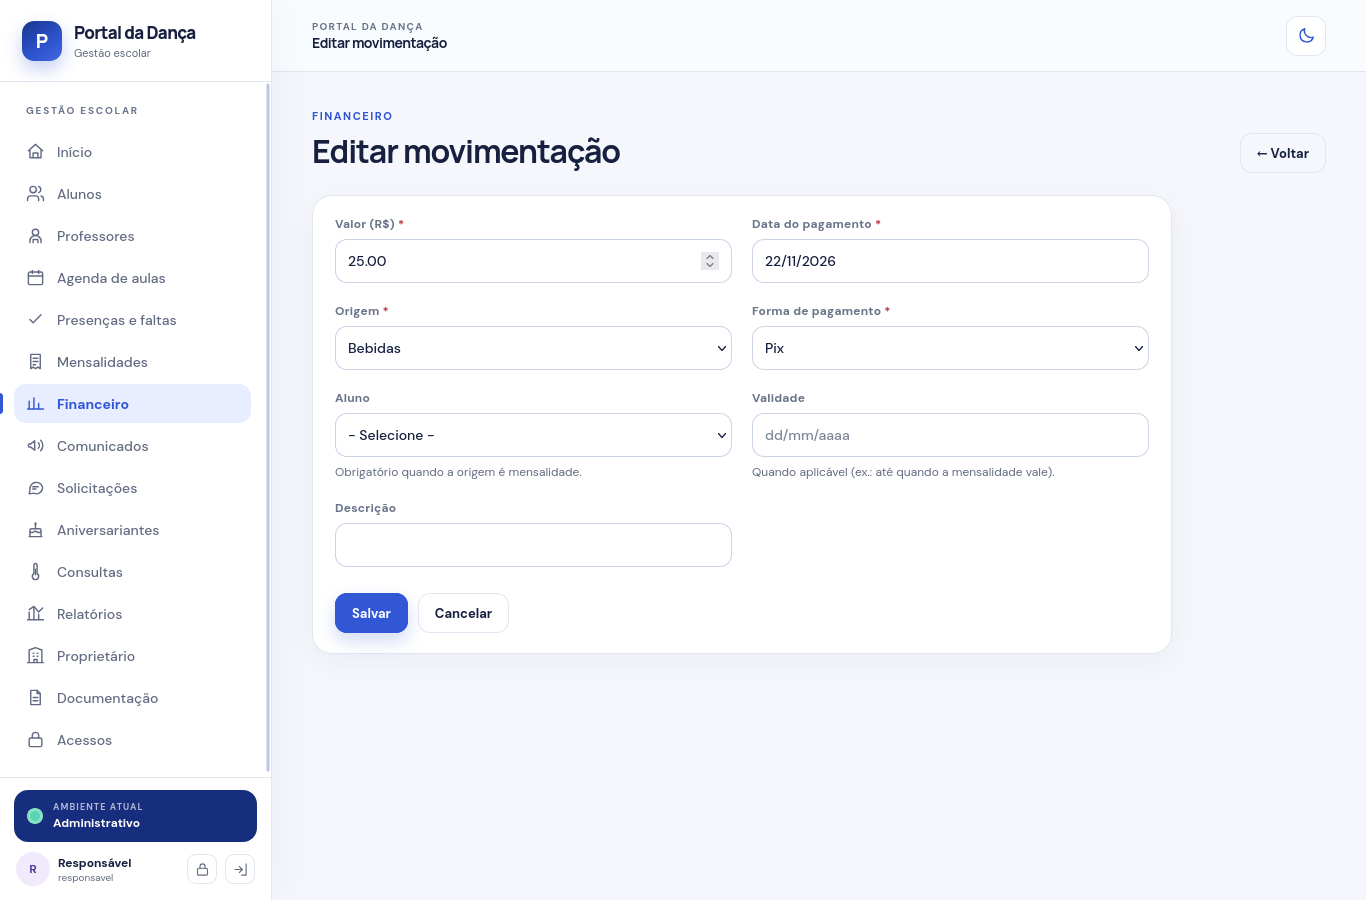 P
Portal da Dança
Gestão escolar
GESTÃO ESCOLAR
Início
Alunos
Professores
Agenda de aulas
Presenças e faltas
Mensalidades
Financeiro
Comunicados
Solicitações
Aniversariantes
Consultas
Relatórios
Proprietário
Documentação
Acessos
AMBIENTE ATUAL
Administrativo
R
Responsável
responsavel
PORTAL DA DANÇA
Editar movimentação
FINANCEIRO
Editar movimentação
← Voltar
Valor (R$) *
25.00
Data do pagamento *
22/11/2026
Origem *
Bebidas
Forma de pagamento *
Pix
Aluno
- Selecione -
Obrigatório quando a origem é mensalidade.
Validade
dd/mm/aaaa
Quando aplicável (ex.: até quando a mensalidade vale).
Descrição
Salvar
Cancelar